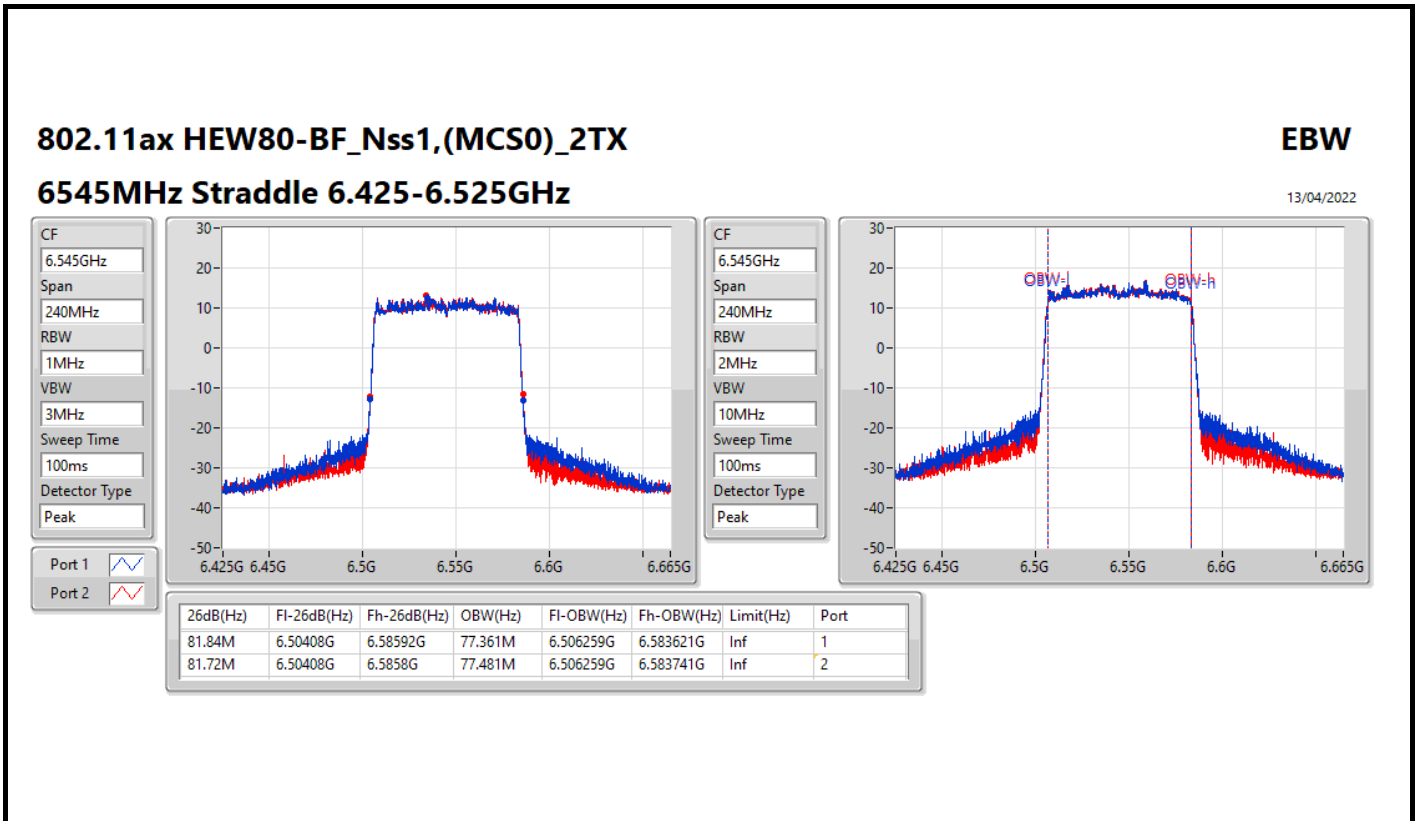 802.11ax HEW80-BF_Nss1,(MCS0)_2TX
EBW
6545MHz Straddle 6.425-6.525GHz
13/04/2022
CF
6.545GHz
Span
240MHz
RBW
1MHz
VBW
3MHz
Sweep Time
100ms
Detector Type
Peak
Port 1
Port 2
30
20
10
0
-10
-20
-30
-40
-50
6.425G 6.45G 6.5G 6.55G 6.6G 6.665G
CF
6.545GHz
Span
240MHz
RBW
2MHz
VBW
10MHz
Sweep Time
100ms
Detector Type
Peak
30
20
10
0
-10
-20
-30
-40
-50
OBW-l OBW-h
6.425G 6.45G 6.5G 6.55G 6.6G 6.665G
26dB(Hz) Fl-26dB(Hz) Fh-26dB(Hz) OBW(Hz) Fl-OBW(Hz) Fh-OBW(Hz) Limit(Hz) Port
81.84M 6.50408G 6.58592G 77.361M 6.506259G 6.583621G Inf 1
81.72M 6.50408G 6.5858G 77.481M 6.506259G 6.583741G Inf 2